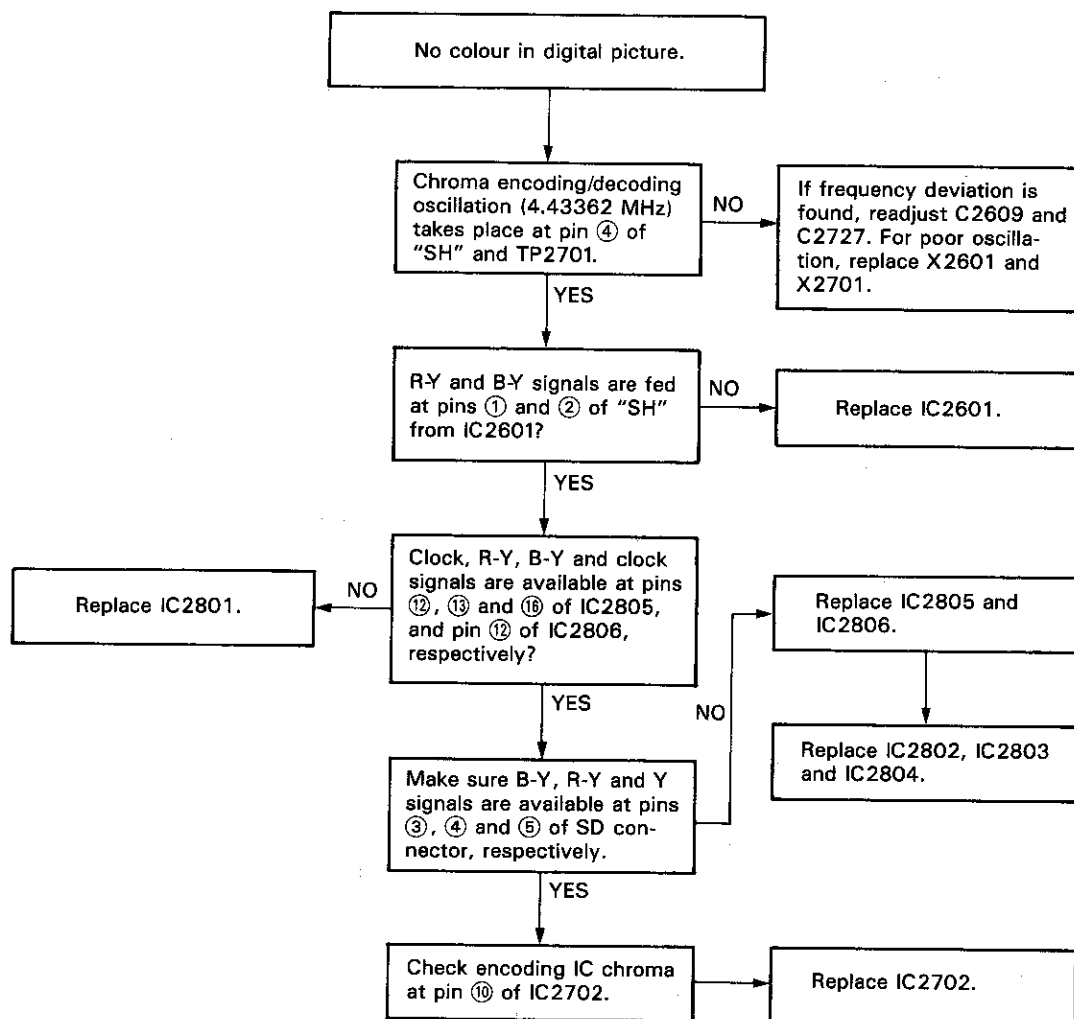 No colour in digital picture.
Chroma encoding/decoding
oscillation (4.43362 MHz)
takes place at pin ④ of
"SH" and TP2701.
NO
If frequency deviation is
found, readjust C2609 and
C2727. For poor oscilla-
tion, replace X2601 and
X2701.
YES
R-Y and B-Y signals are fed
at pins ① and ② of "SH"
from IC2601?
NO
Replace IC2601.
YES
Clock, R-Y, B-Y and clock
signals are available at pins
⑫, ⑬ and ⑯ of IC2805,
and pin ⑫ of IC2806,
respectively?
NO
Replace IC2801.
YES
Make sure B-Y, R-Y and Y
signals are available at pins
③, ④ and ⑤ of SD con-
nector, respectively.
NO
Replace IC2805 and
IC2806.
Replace IC2802, IC2803
and IC2804.
YES
Check encoding IC chroma
at pin ⑩ of IC2702.
Replace IC2702.